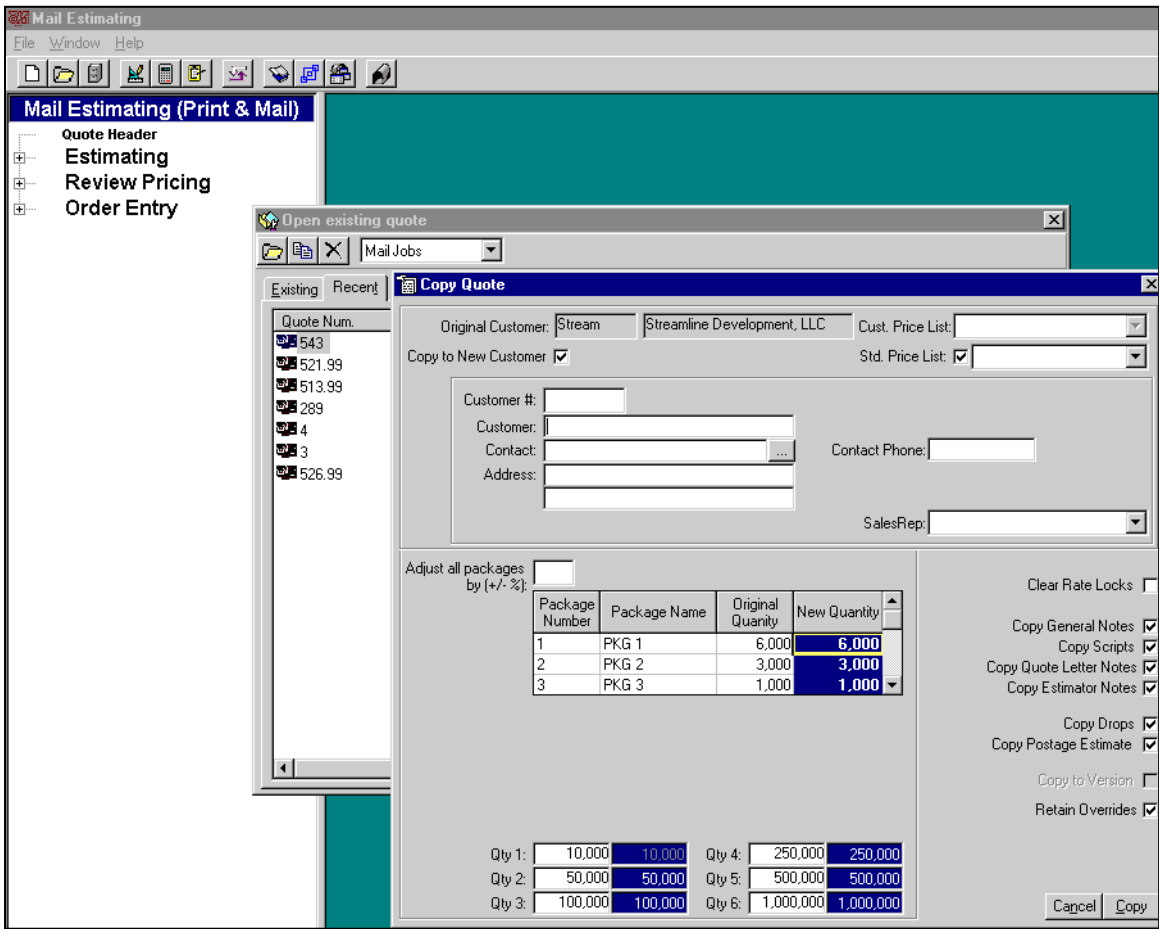 Mail Estimating
File Window Help
Mail Estimating (Print & Mail)
Quote Header
Estimating
Review Pricing
Order Entry
Open existing quote
Mail Jobs
Existing Recent
Quote Num.
543
521.99
513.99
289
4
3
526.99
Copy Quote
Original Customer: Stream Streamline Development, LLC Cust. Price List:
Copy to New Customer Std. Price List:
Customer #:
Customer:
Contact: ... Contact Phone:
Address:
SalesRep:
Adjust all packages
by (+/- %):
Clear Rate Locks
Package Number Package Name Original Quanity New Quantity
1 PKG 1 6,000 6,000
2 PKG 2 3,000 3,000
3 PKG 3 1,000 1,000
Copy General Notes
Copy Scripts
Copy Quote Letter Notes
Copy Estimator Notes
Copy Drops
Copy Postage Estimate
Copy to Version
Retain Overrides
Qty 1: 10,000 10,000 Qty 4: 250,000 250,000
Qty 2: 50,000 50,000 Qty 5: 500,000 500,000
Qty 3: 100,000 100,000 Qty 6: 1,000,000 1,000,000
Cancel Copy